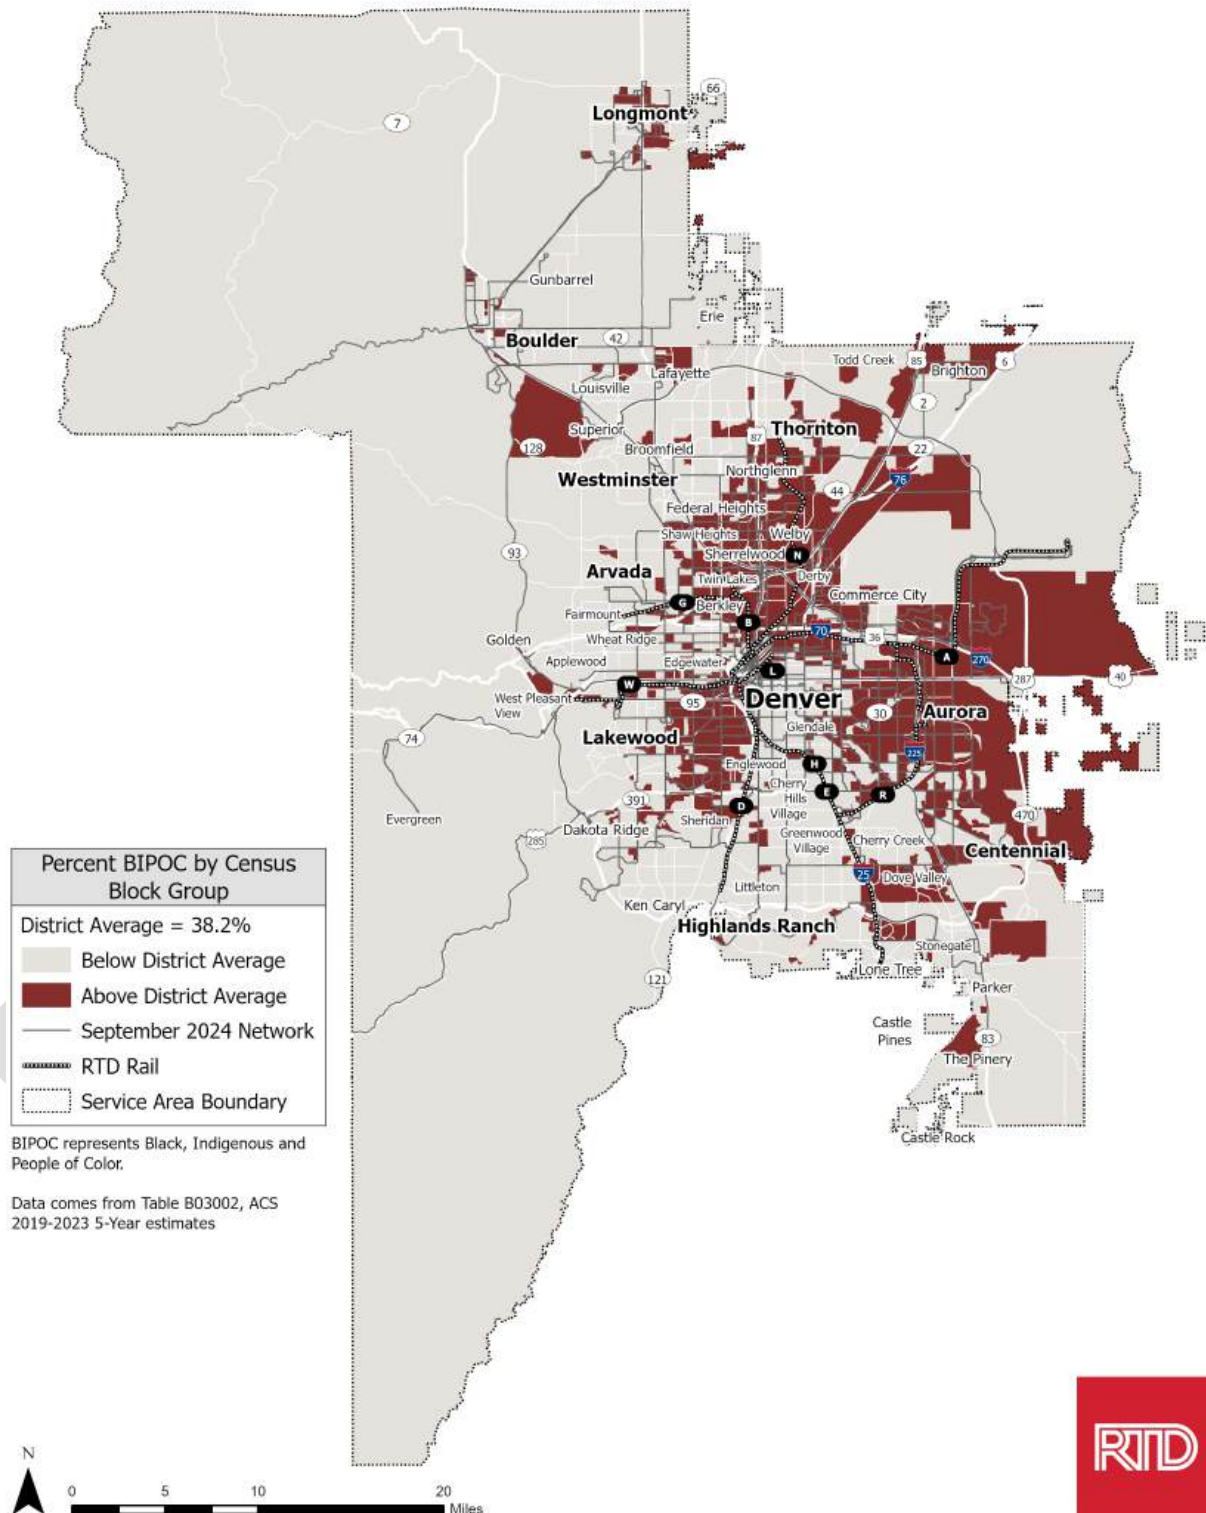 66
Longmont
7
Gunbarrel
Erie
Boulder
42
Todd Creek
85
6
Lafayette
Brighton
Louisville
2
Superior
87
Thornton
128
Broomfield
22
Northglenn
Westminster
76
44
Federal Heights
Shaw Heights
Welby
93
Sherrelwood
N
Arvada
Twin Lakes
Derby
Commerce City
G
Berkley
Fairmount
B
70
36
Golden
Wheat Ridge
Applewood
Edgewater
A
270
L
287
40
W
West Pleasant
View
95
Denver
30
Aurora
Glendale
74
Lakewood
225
Englewood
H
Cherry
Hills
Village
E
R
391
D
Evergreen
Sheridan
470
Dakota Ridge
285
Greenwood
Village
Cherry Creek
Centennial
25
Dove Valley
Littleton
Ken Caryl
Highlands Ranch
Stonegate
Lone Tree
121
Parker
Castle
Pines
83
The Pinery
Castle Rock
Percent BIPOC by Census
Block Group
District Average = 38.2%
Below District Average
Above District Average
September 2024 Network
RTD Rail
Service Area Boundary
BIPOC represents Black, Indigenous and
People of Color.
Data comes from Table B03002, ACS
2019-2023 5-Year estimates
N
0 5 10 20
Miles
RTD